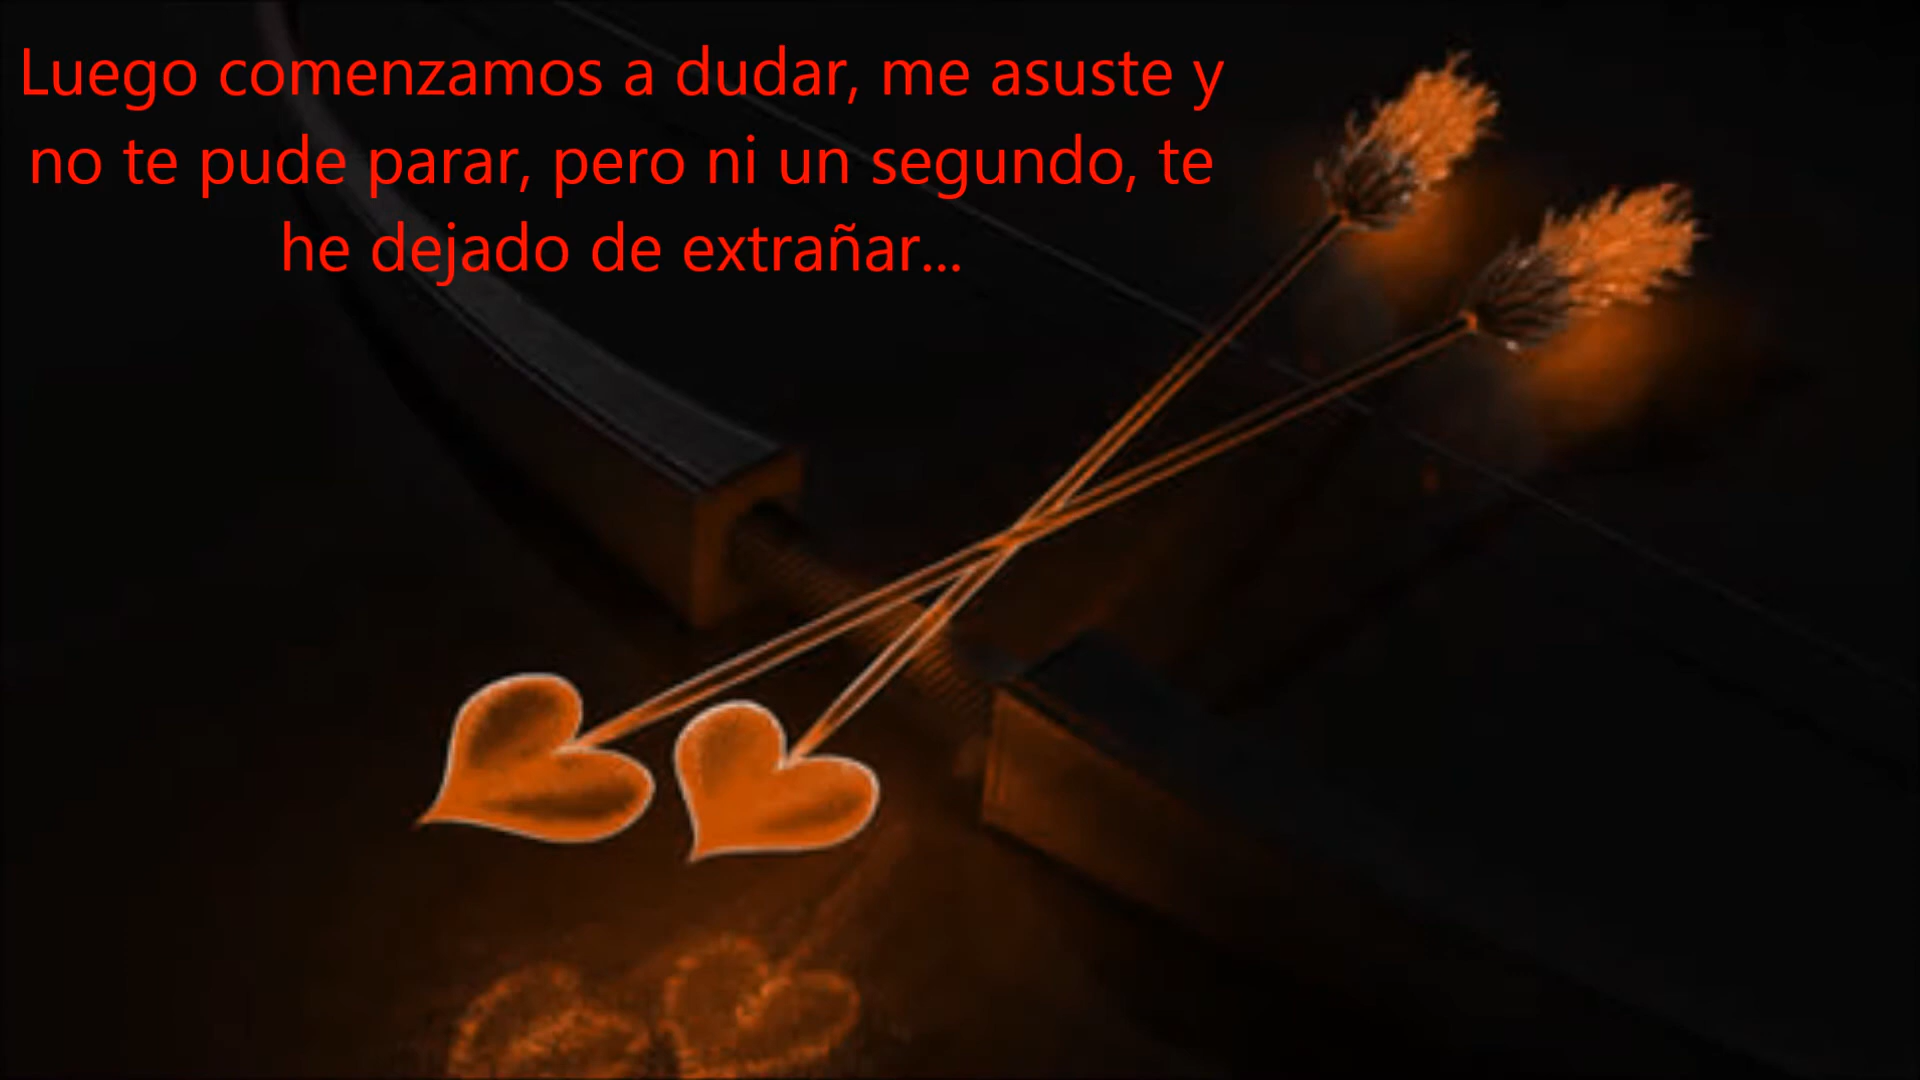 Luego comenzamos a dudar, me asuste y
no te pude parar, pero ni un segundo, te
he dejado de extrañar...